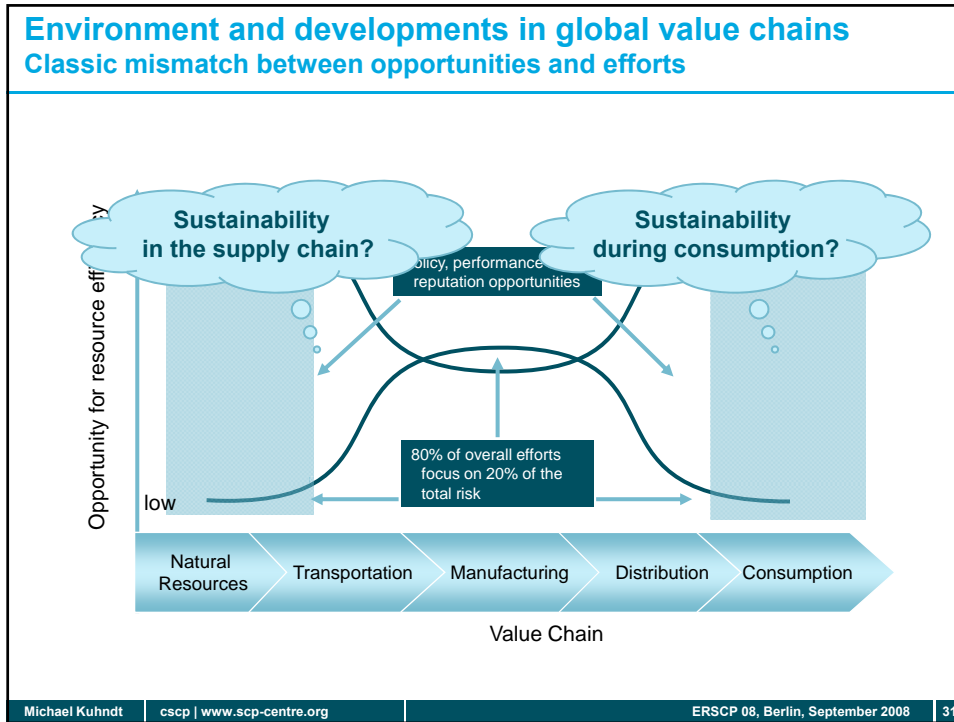 Environment and developments in global value chains
Classic mismatch between opportunities and efforts
Opportunity for resource
Sustainability
in the supply chain?
Sustainability
during consumption?
performance
reputation opportunities
80% of overall efforts
focus on 20% of the
total risk
low
Natural
Resources
Transportation
Manufacturing
Distribution
Consumption
Value Chain
Michael Kuhndt
cscp | www.scp-centre.org
ERSCP 08, Berlin, September 2008
31